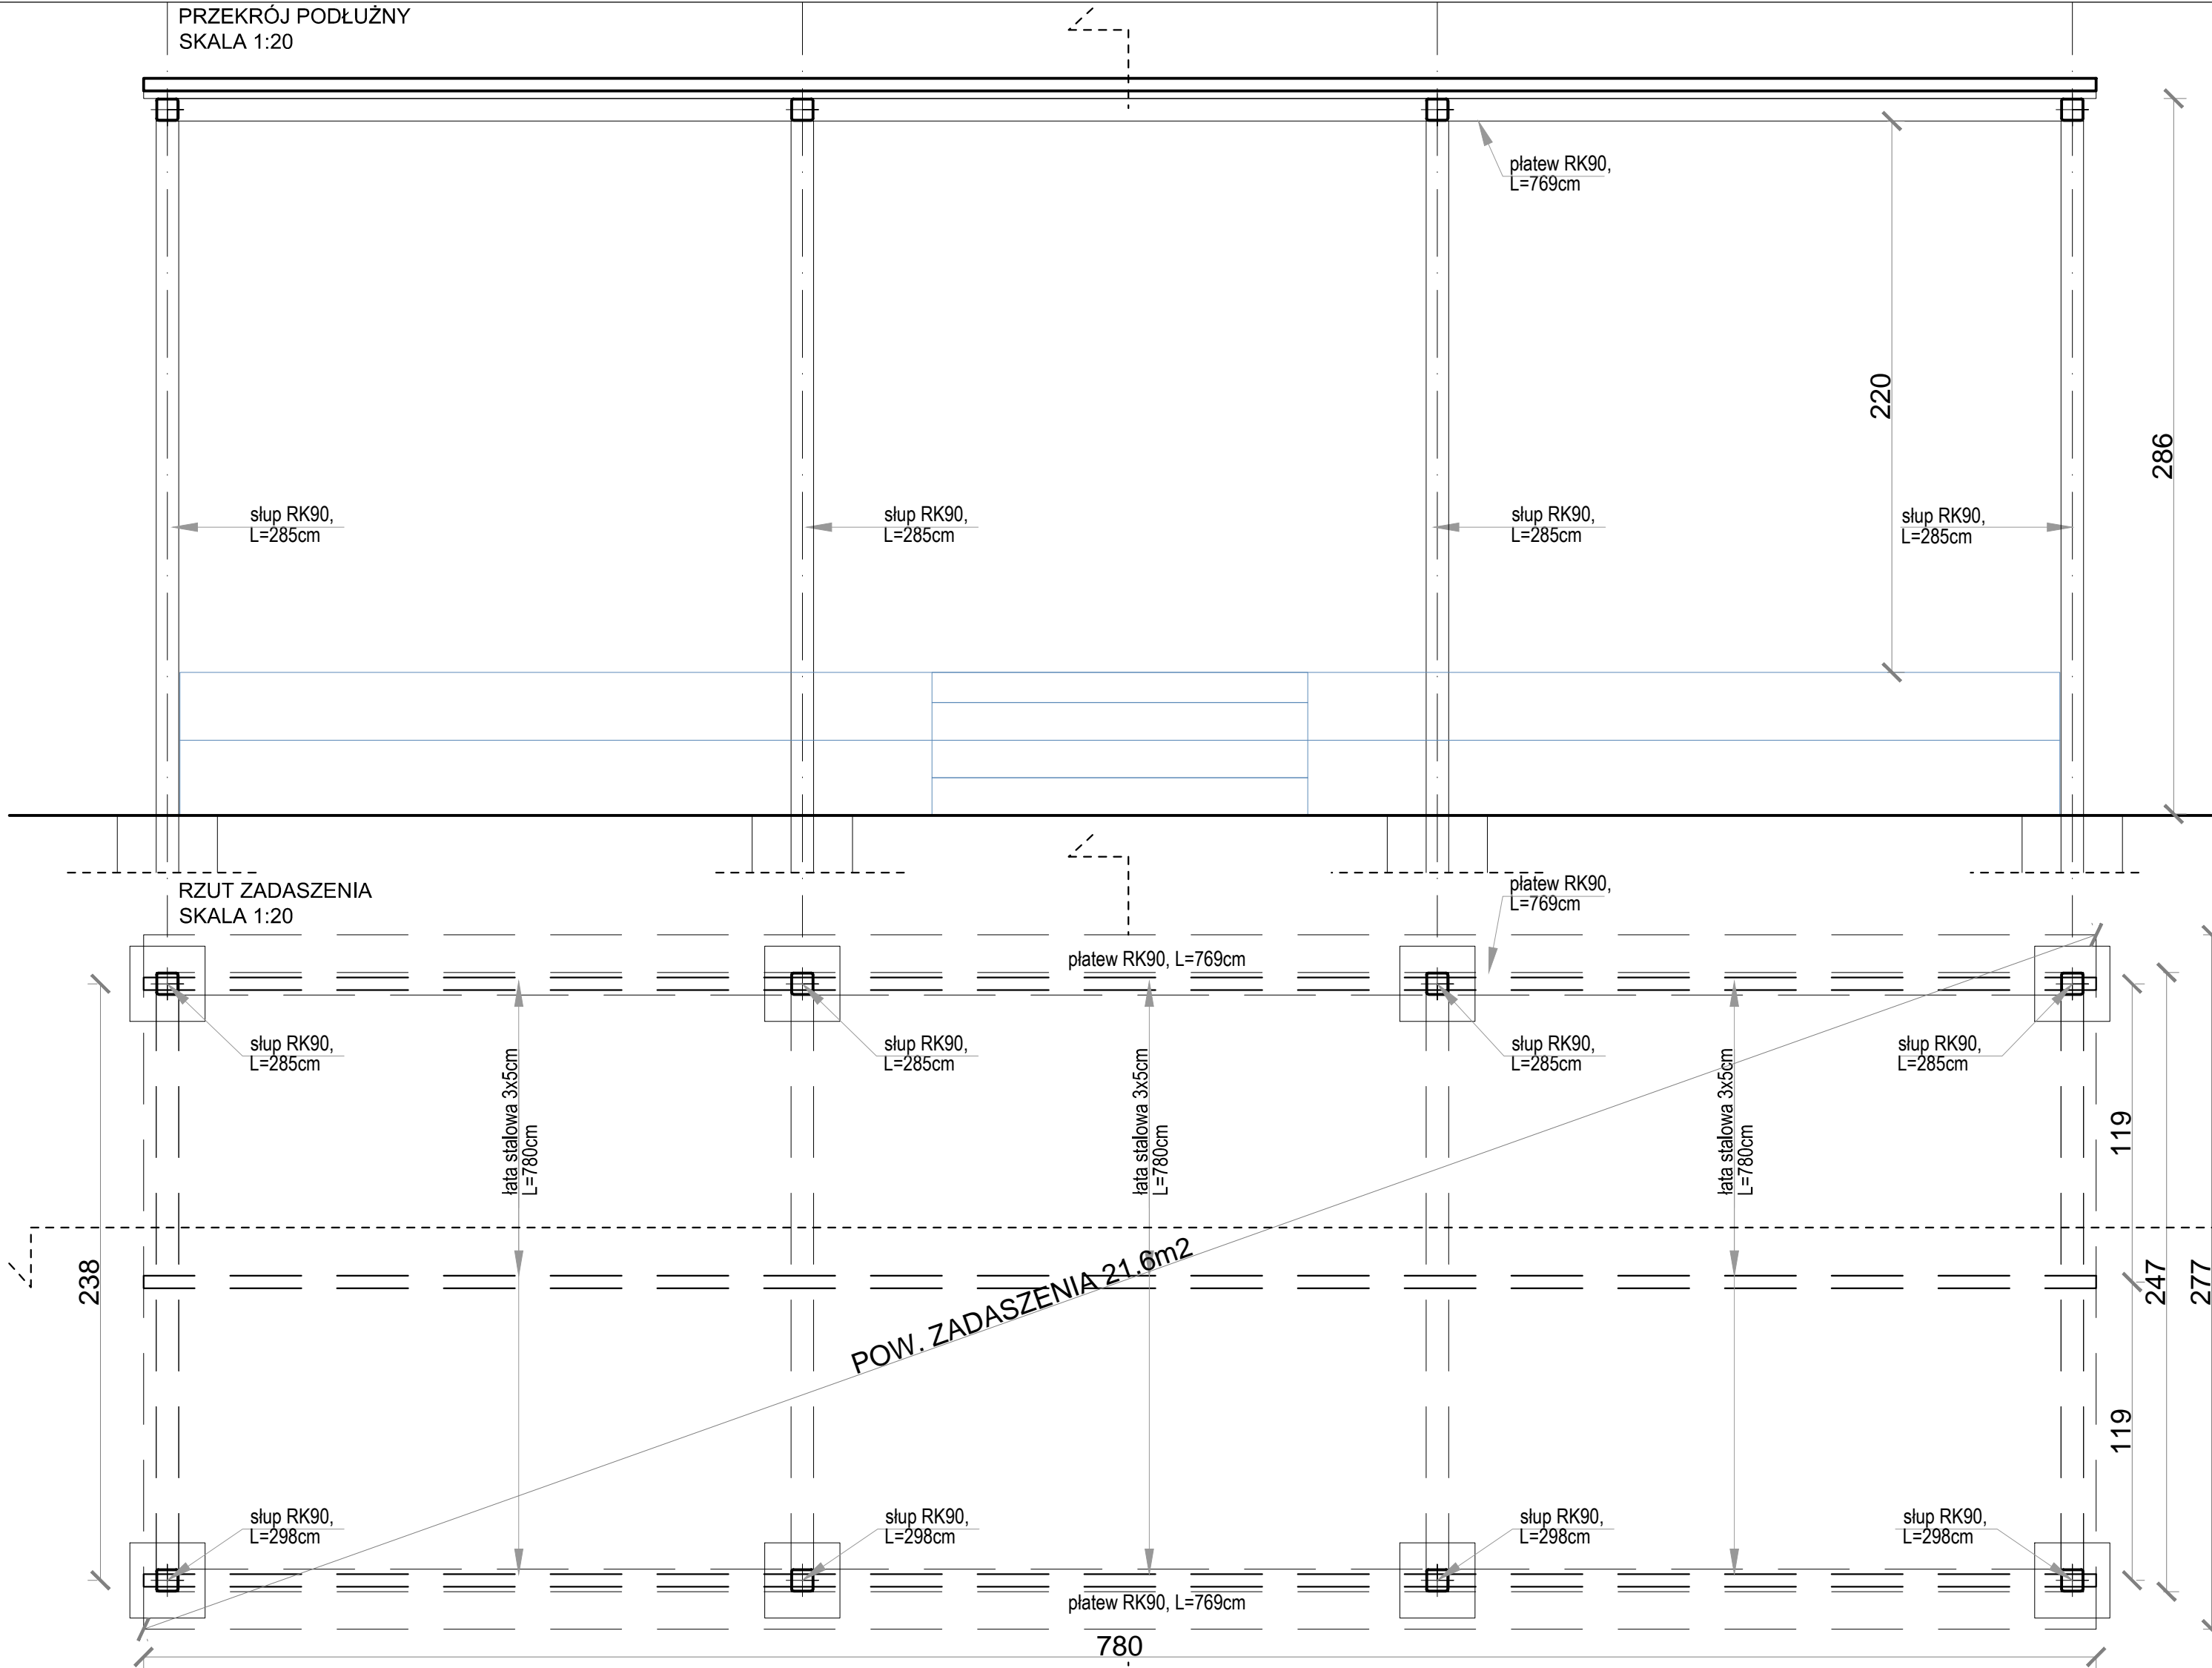 PRZEKRÓJ PODŁUŻNY
SKALA 1:20
płatew RK90,
L=769cm
220
286
słup RK90,
L=285cm
słup RK90,
L=285cm
słup RK90,
L=285cm
słup RK90,
L=285cm
RZUT ZADASZENIA
SKALA 1:20
płatew RK90,
L=769cm
płatew RK90, L=769cm
słup RK90,
L=285cm
słup RK90,
L=285cm
słup RK90,
L=285cm
słup RK90,
L=285cm
łata stalowa 3x5cm
L=780cm
łata stalowa 3x5cm
L=780cm
łata stalowa 3x5cm
L=780cm
119
238
POW. ZADASZENIA 21.6m2
247
277
119
słup RK90,
L=298cm
słup RK90,
L=298cm
słup RK90,
L=298cm
słup RK90,
L=298cm
płatew RK90, L=769cm
780